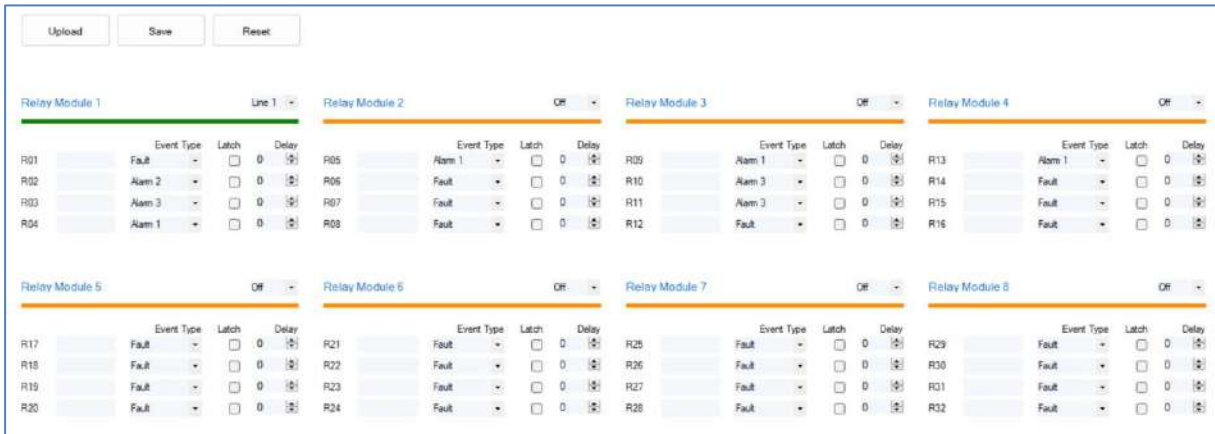 Upload Save Reset
Relay Module 1 Line 1 Relay Module 2 Off Relay Module 3 Off Relay Module 4 Off
Event Type Latch Delay Event Type Latch Delay Event Type Latch Delay Event Type Latch Delay
R01 Fault 0 R05 Alarm 1 0 R09 Alarm 1 0 R13 Alarm 1 0
R02 Alarm 2 0 R06 Fault 0 R10 Alarm 3 0 R14 Fault 0
R03 Alarm 3 0 R07 Fault 0 R11 Alarm 3 0 R15 Fault 0
R04 Alarm 1 0 R08 Fault 0 R12 Fault 0 R16 Fault 0
Relay Module 5 Off Relay Module 6 Off Relay Module 7 Off Relay Module 8 Off
Event Type Latch Delay Event Type Latch Delay Event Type Latch Delay Event Type Latch Delay
R17 Fault 0 R21 Fault 0 R25 Fault 0 R29 Fault 0
R18 Fault 0 R22 Fault 0 R26 Fault 0 R30 Fault 0
R19 Fault 0 R23 Fault 0 R27 Fault 0 R31 Fault 0
R20 Fault 0 R24 Fault 0 R28 Fault 0 R32 Fault 0